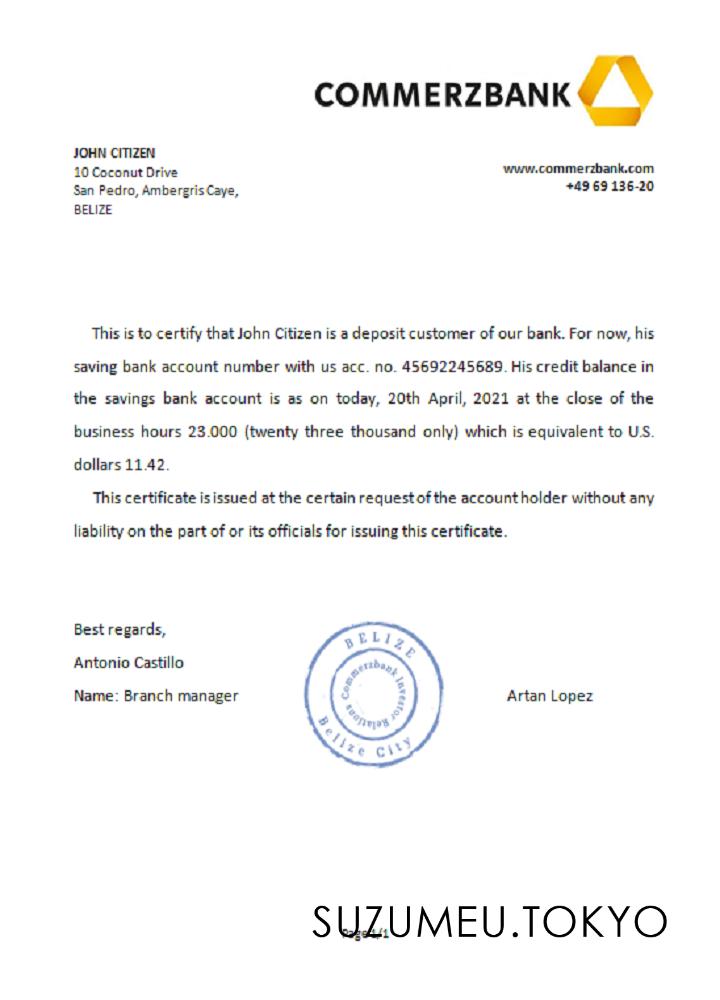 COMMERZBANK
JOHN CITIZEN
10 Coconut Drive
San Pedro, Ambergris Caye,
BELIZE
www.commerzbank.com
+49 69 136-20
This is to certify that John Citizen is a deposit customer of our bank. For now, his
saving bank account number with us acc. no. 45692245689. His credit balance in
the savings bank account is as on today, 20th April, 2021 at the close of the
business hours 23.000 (twenty three thousand only) which is equivalent to U.S.
dollars 11.42.
This certificate is issued at the certain request of the account holder without any
liability on the part of or its officials for issuing this certificate.
Best regards,
Antonio Castillo
Name: Branch manager
BELIZE
Commerzbank Investor Relations
Belize City
Artan Lopez
SUZUMEU.TOKYO
Page 1/1